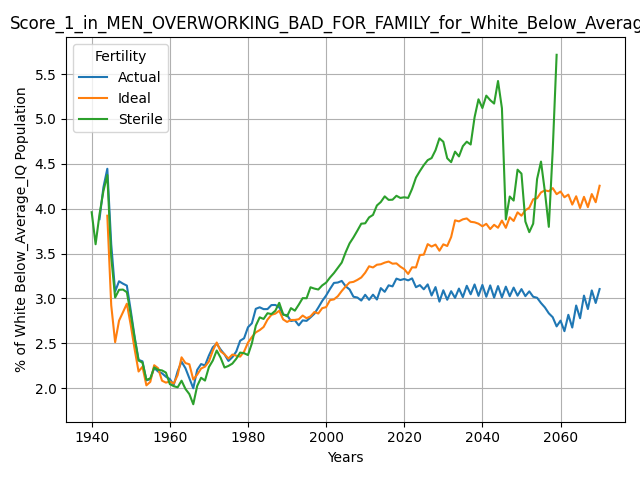 Score_1_in_MEN_OVERWORKING_BAD_FOR_FAMILY_for_White_Below_Averag
Fertility
Actual
Ideal
Sterile
% of White Below_Average_IQ Population
5.5
5.0
4.5
4.0
3.5
3.0
2.5
2.0
1940 1960 1980 2000 2020 2040 2060
Years